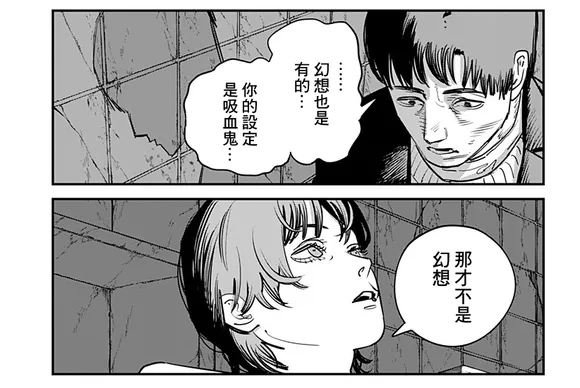 ……
幻想也是
有的…
你的設定
是吸血鬼…
那才不是
幻想